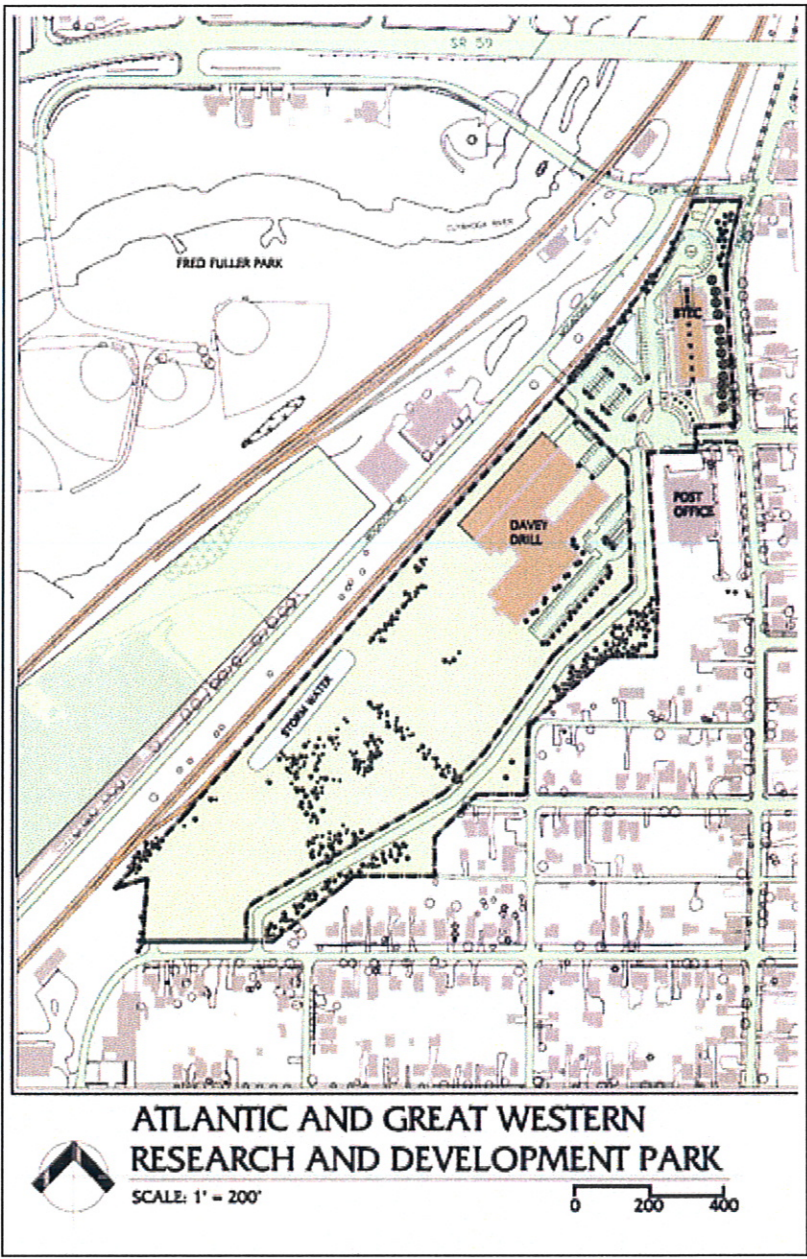 SR 59
CUYAHOGA RIVER
FRED FULLER PARK
BTEC
POST
OFFICE
DAVEY
DRILL
STORM WATER
ATLANTIC AND GREAT WESTERN
RESEARCH AND DEVELOPMENT PARK
SCALE: 1' = 200'
0 200 400